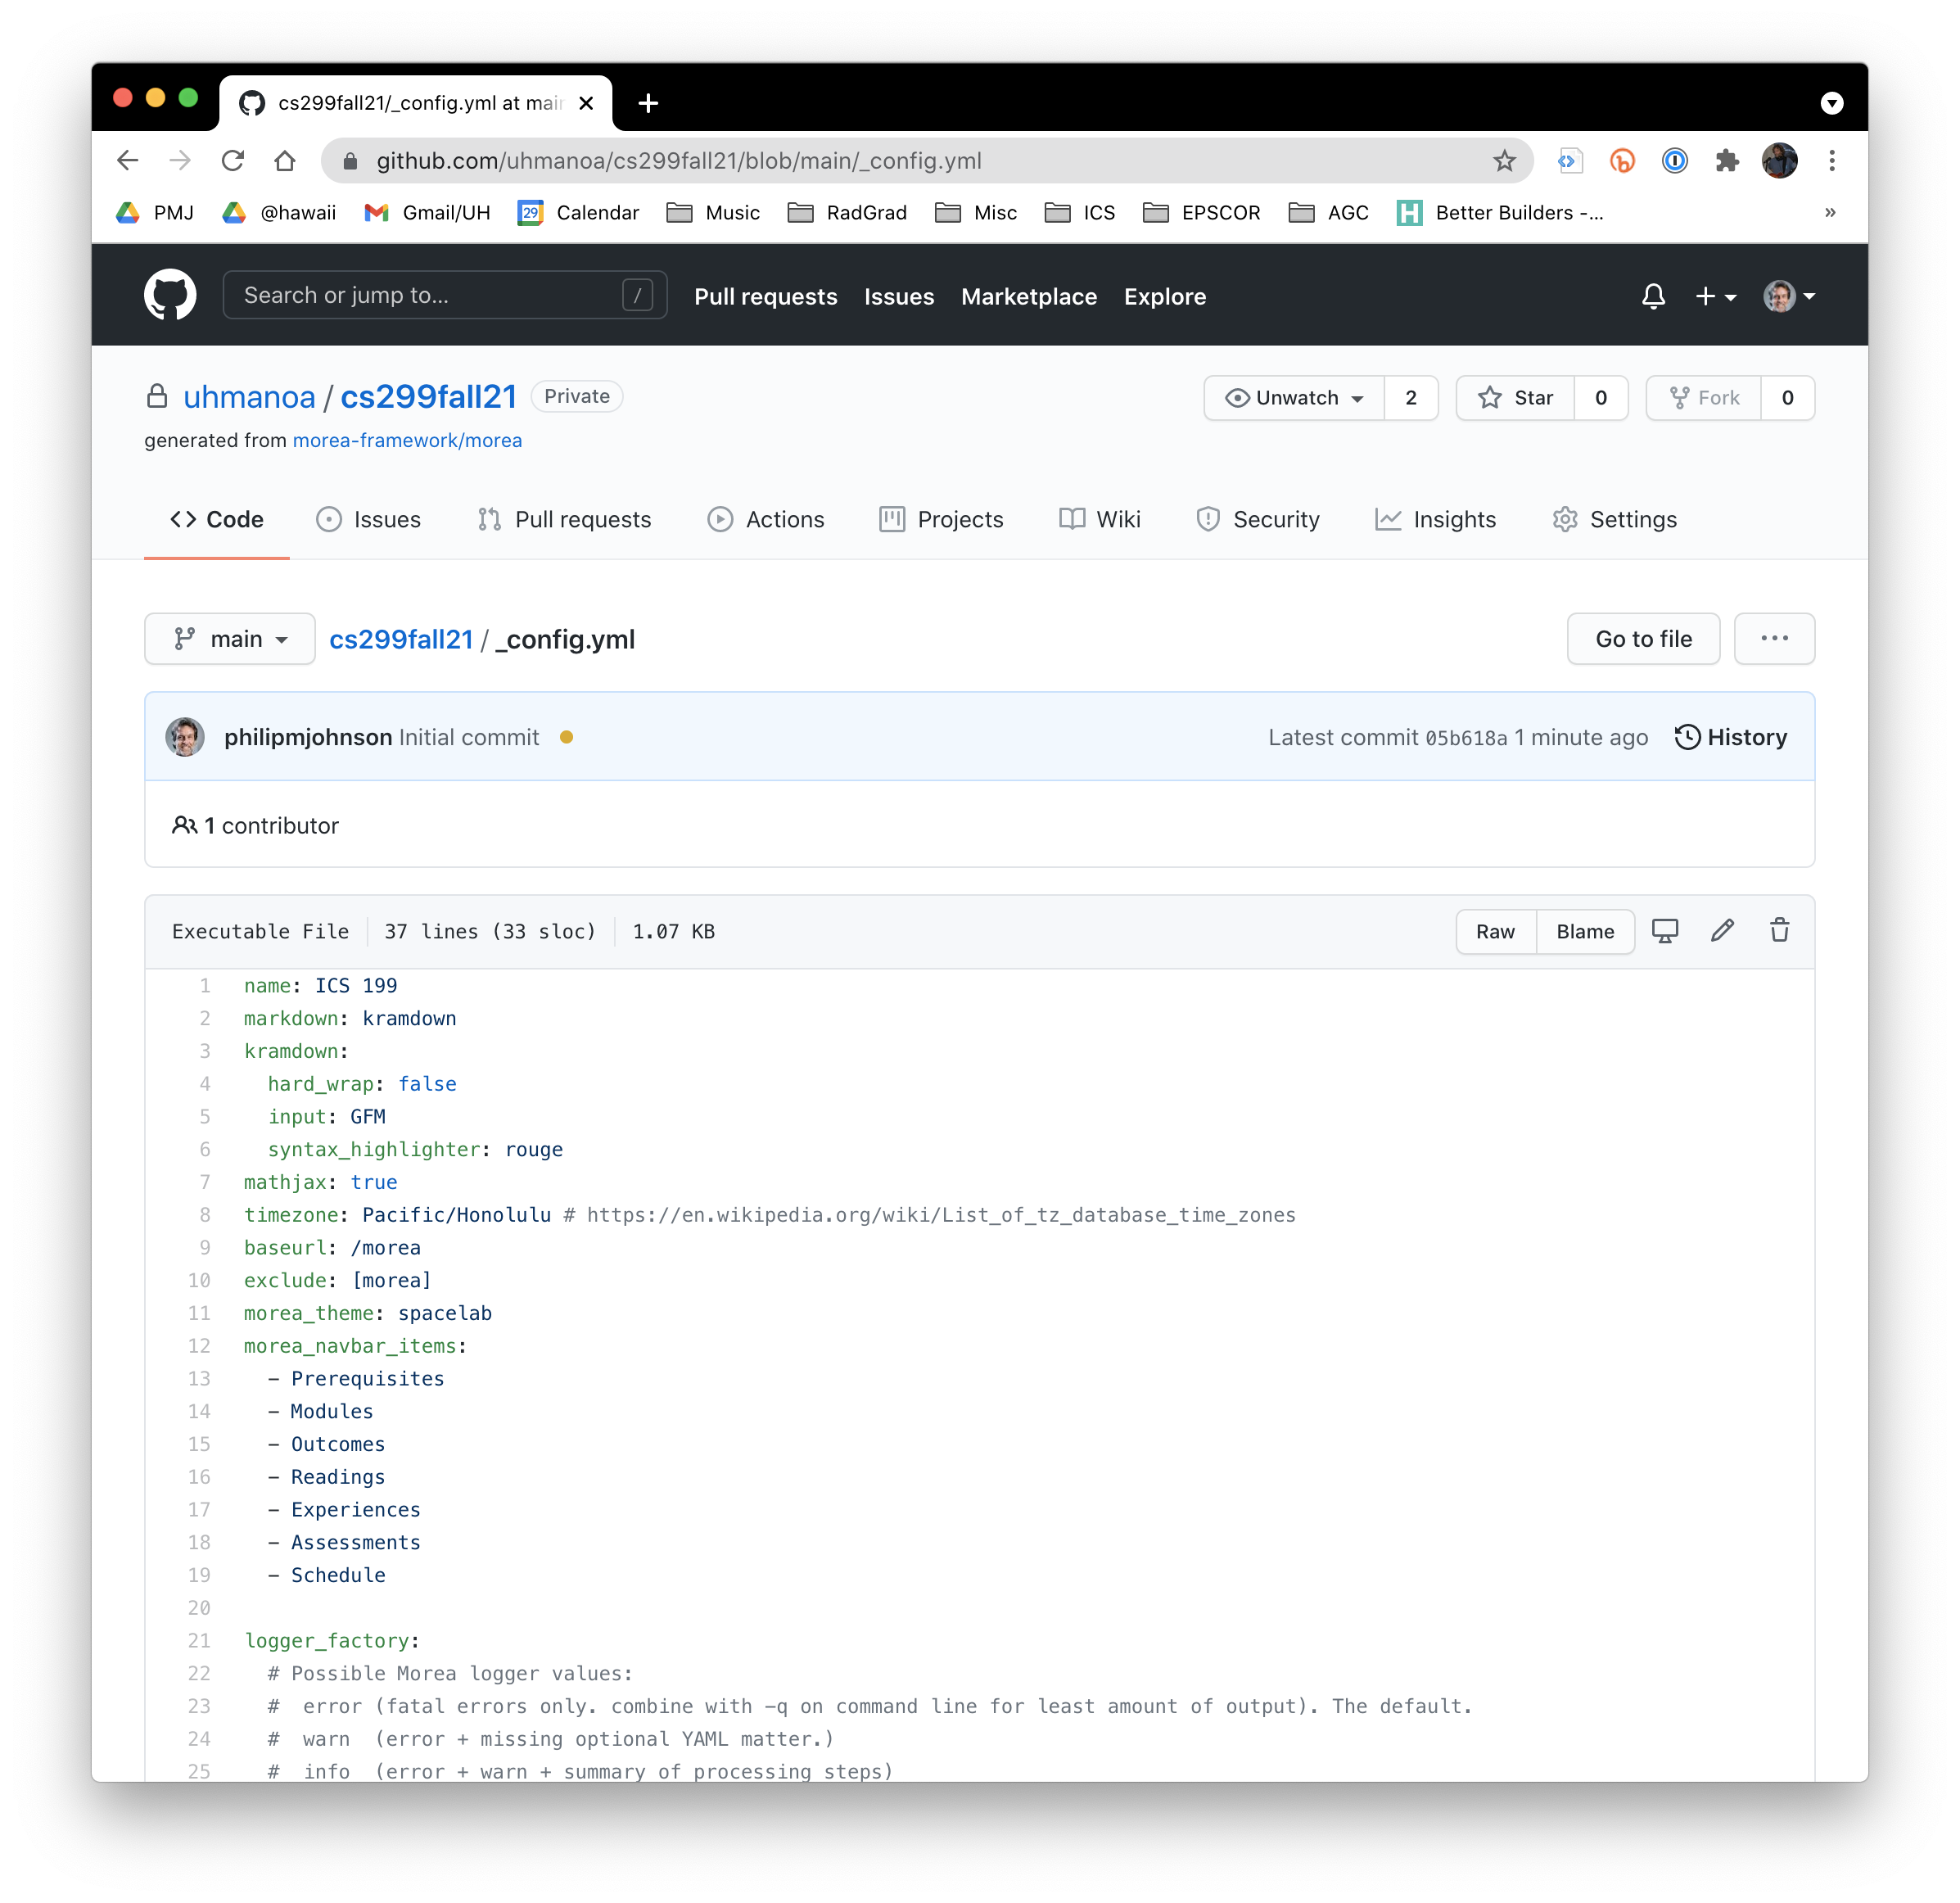 cs299fall21/_config.yml at mai
github.com/uhmanoa/cs299fall21/blob/main/_config.yml
PMJ @hawaii Gmail/UH 29 Calendar Music RadGrad Misc ICS EPSCOR AGC H Better Builders -... »
Search or jump to... / Pull requests Issues Marketplace Explore
uhmanoa / cs299fall21 Private Unwatch 2 Star 0 Fork 0
generated from morea-framework/morea
Code Issues Pull requests Actions Projects Wiki Security Insights Settings
main cs299fall21 / _config.yml Go to file ...
philipmjohnson Initial commit Latest commit 05b618a 1 minute ago History
1 contributor
Executable File 37 lines (33 sloc) 1.07 KB Raw Blame
1 name: ICS 199
2 markdown: kramdown
3 kramdown:
4 hard_wrap: false
5 input: GFM
6 syntax_highlighter: rouge
7 mathjax: true
8 timezone: Pacific/Honolulu # https://en.wikipedia.org/wiki/List_of_tz_database_time_zones
9 baseurl: /morea
10 exclude: [morea]
11 morea_theme: spacelab
12 morea_navbar_items:
13 - Prerequisites
14 - Modules
15 - Outcomes
16 - Readings
17 - Experiences
18 - Assessments
19 - Schedule
20
21 logger_factory:
22 # Possible Morea logger values:
23 # error (fatal errors only. combine with -q on command line for least amount of output). The default.
24 # warn (error + missing optional YAML matter.)
25 # info (error + warn + summary of processing steps)